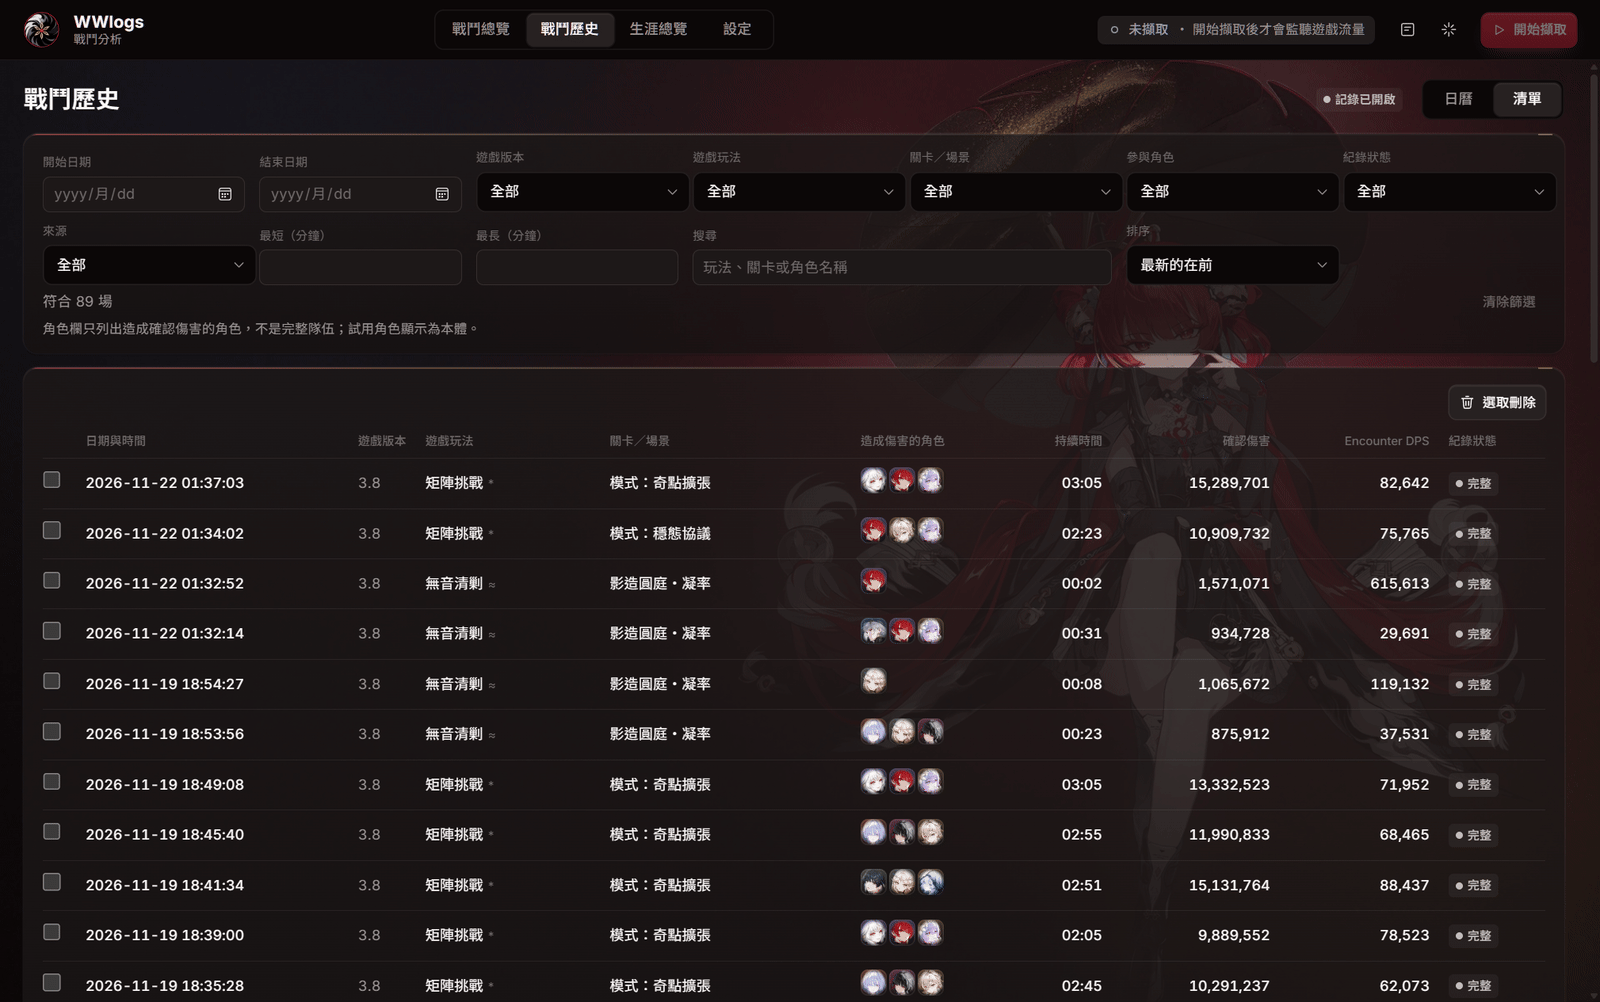 WWlogs
戰鬥分析
戰鬥總覽
戰鬥歷史
生涯總覽
設定
未擷取 · 開始擷取後才會監聽遊戲流量
開始擷取
戰鬥歷史
記錄已開啟
日曆
清單
開始日期
結束日期
遊戲版本
遊戲玩法
關卡／場景
參與角色
紀錄狀態
yyyy/月/dd
yyyy/月/dd
全部
全部
全部
全部
全部
來源
最短（分鐘）
最長（分鐘）
搜尋
排序
全部
玩法、關卡或角色名稱
最新的在前
符合 89 場
清除篩選
角色欄只列出造成確認傷害的角色，不是完整隊伍；試用角色顯示為本體。
選取刪除
日期與時間 遊戲版本 遊戲玩法 關卡／場景 造成傷害的角色 持續時間 確認傷害 Encounter DPS 紀錄狀態
2026-11-22 01:37:03 3.8 矩陣挑戰 * 模式：奇點擴張 03:05 15,289,701 82,642 完整
2026-11-22 01:34:02 3.8 矩陣挑戰 * 模式：穩態協議 02:23 10,909,732 75,765 完整
2026-11-22 01:32:52 3.8 無音清剿 ≈ 影造圓庭・凝率 00:02 1,571,071 615,613 完整
2026-11-22 01:32:14 3.8 無音清剿 ≈ 影造圓庭・凝率 00:31 934,728 29,691 完整
2026-11-19 18:54:27 3.8 無音清剿 ≈ 影造圓庭・凝率 00:08 1,065,672 119,132 完整
2026-11-19 18:53:56 3.8 無音清剿 ≈ 影造圓庭・凝率 00:23 875,912 37,531 完整
2026-11-19 18:49:08 3.8 矩陣挑戰 * 模式：奇點擴張 03:05 13,332,523 71,952 完整
2026-11-19 18:45:40 3.8 矩陣挑戰 * 模式：奇點擴張 02:55 11,990,833 68,465 完整
2026-11-19 18:41:34 3.8 矩陣挑戰 * 模式：奇點擴張 02:51 15,131,764 88,437 完整
2026-11-19 18:39:00 3.8 矩陣挑戰 * 模式：奇點擴張 02:05 9,889,552 78,523 完整
2026-11-19 18:35:28 3.8 矩陣挑戰 * 模式：奇點擴張 02:45 10,291,237 62,073 完整